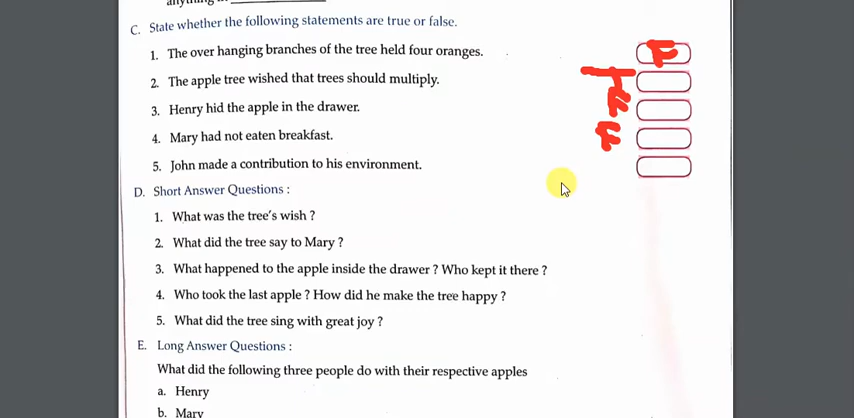 C. State whether the following statements are true or false.
1. The over hanging branches of the tree held four oranges. F
2. The apple tree wished that trees should multiply. T
3. Henry hid the apple in the drawer. F
4. Mary had not eaten breakfast. F
5. John made a contribution to his environment.
D. Short Answer Questions :
1. What was the tree's wish ?
2. What did the tree say to Mary ?
3. What happened to the apple inside the drawer ? Who kept it there ?
4. Who took the last apple ? How did he make the tree happy ?
5. What did the tree sing with great joy ?
E. Long Answer Questions :
What did the following three people do with their respective apples
a. Henry
b. Mary